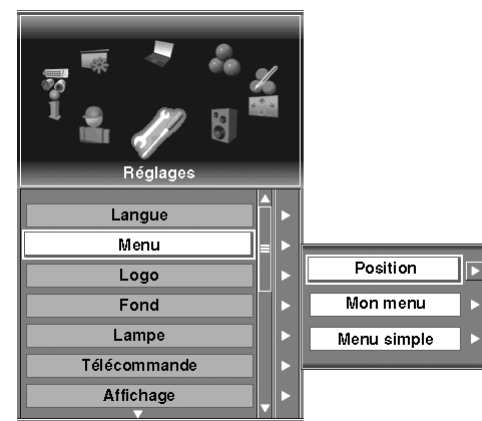 Réglages
Langue
Menu
Logo
Fond
Lampe
Télécommande
Affichage
Position
Mon menu
Menu simple